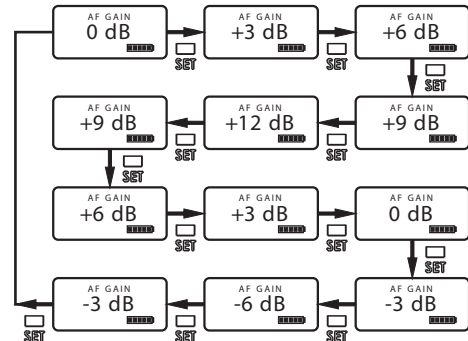 AF GAIN
0 dB
SET
AF GAIN
+3 dB
SET
AF GAIN
+6 dB
SET
AF GAIN
+9 dB
SET
AF GAIN
+12 dB
SET
AF GAIN
+9 dB
SET
AF GAIN
+6 dB
SET
AF GAIN
+3 dB
SET
AF GAIN
0 dB
SET
AF GAIN
-3 dB
SET
AF GAIN
-6 dB
SET
AF GAIN
-3 dB
SET